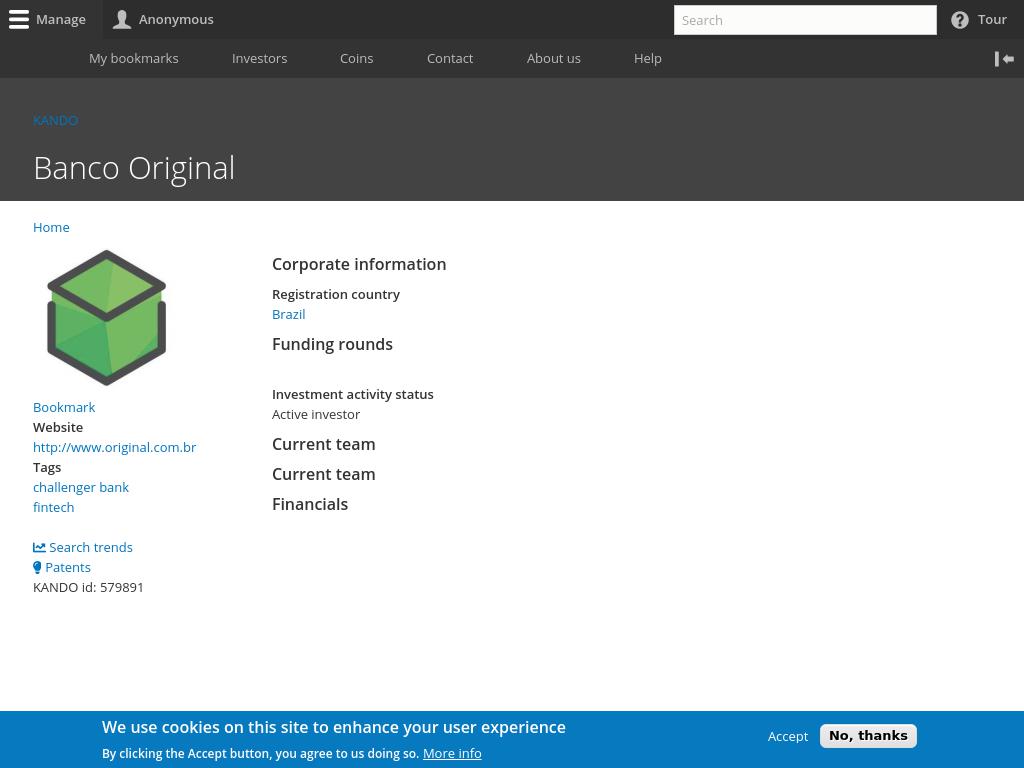 Manage
Anonymous
Search
Tour
My bookmarks
Investors
Coins
Contact
About us
Help
KANDO
Banco Original
Home
Bookmark
Website
http://www.original.com.br
Tags
challenger bank
fintech
Search trends
Patents
KANDO id: 579891
Corporate information
Registration country
Brazil
Funding rounds
Investment activity status
Active investor
Current team
Current team
Financials
We use cookies on this site to enhance your user experience
By clicking the Accept button, you agree to us doing so. More info
Accept
No, thanks